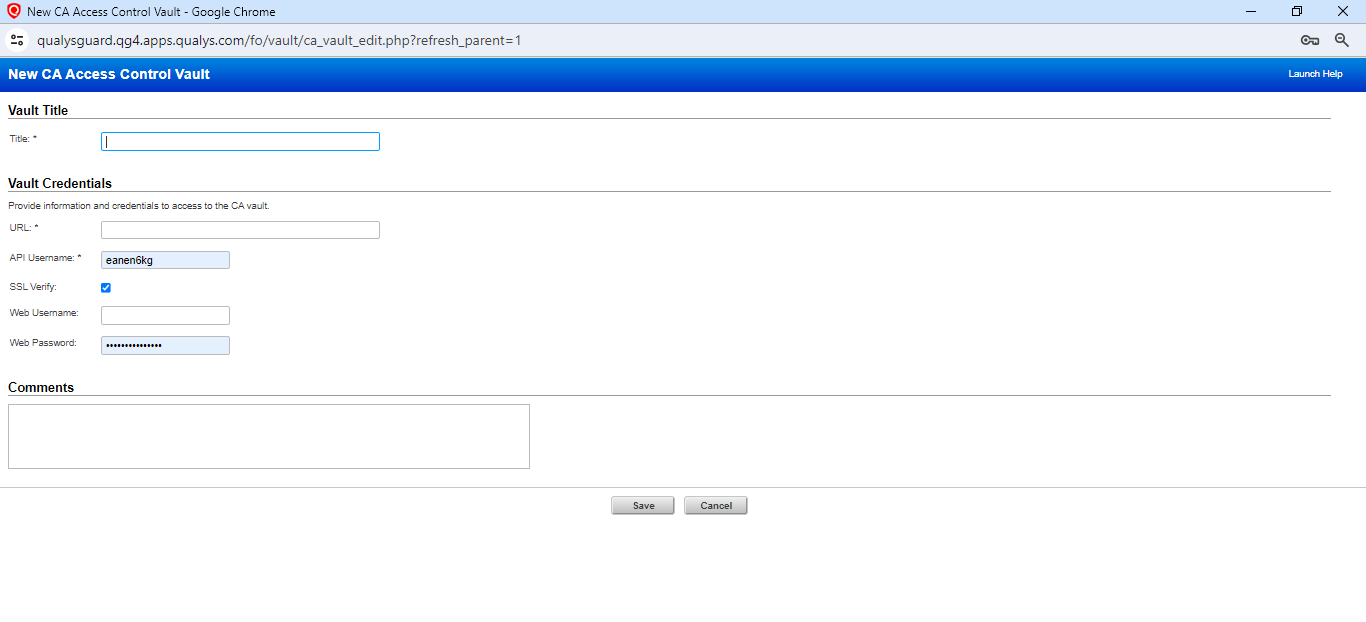 New CA Access Control Vault - Google Chrome
qualysguard.qg4.apps.qualys.com/fo/vault/ca_vault_edit.php?refresh_parent=1
New CA Access Control Vault Launch Help
Vault Title
Title: *
Vault Credentials
Provide information and credentials to access to the CA vault.
URL: *
API Username: * eanen6kg
SSL Verify:
Web Username:
Web Password: •••••••••••••••
Comments
Save Cancel